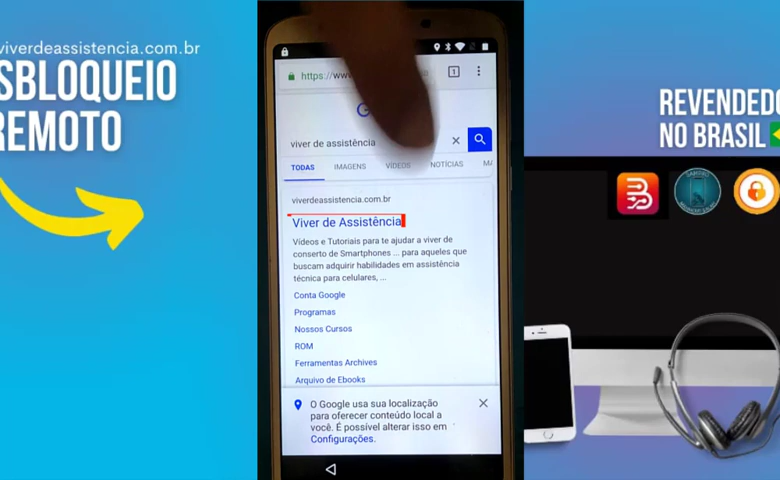 viverdeassistencia.com.br
SBLOQUEIO
REMOTO
https://www
1
viver de assistência
TODAS IMAGENS VÍDEOS NOTÍCIAS MA
viverdeassistencia.com.br
Viver de Assistência
Vídeos e Tutoriais para te ajudar a viver de
conserto de Smartphones ... para aqueles que
buscam adquirir habilidades em assistência
técnica para celulares, ...
Conta Google
Programas
Nossos Cursos
ROM
Ferramentas Archives
Arquivo de Ebooks
O Google usa sua localização
para oferecer conteúdo local a
você. É possível alterar isso em
Configurações.
REVENDEDO
NO BRASIL